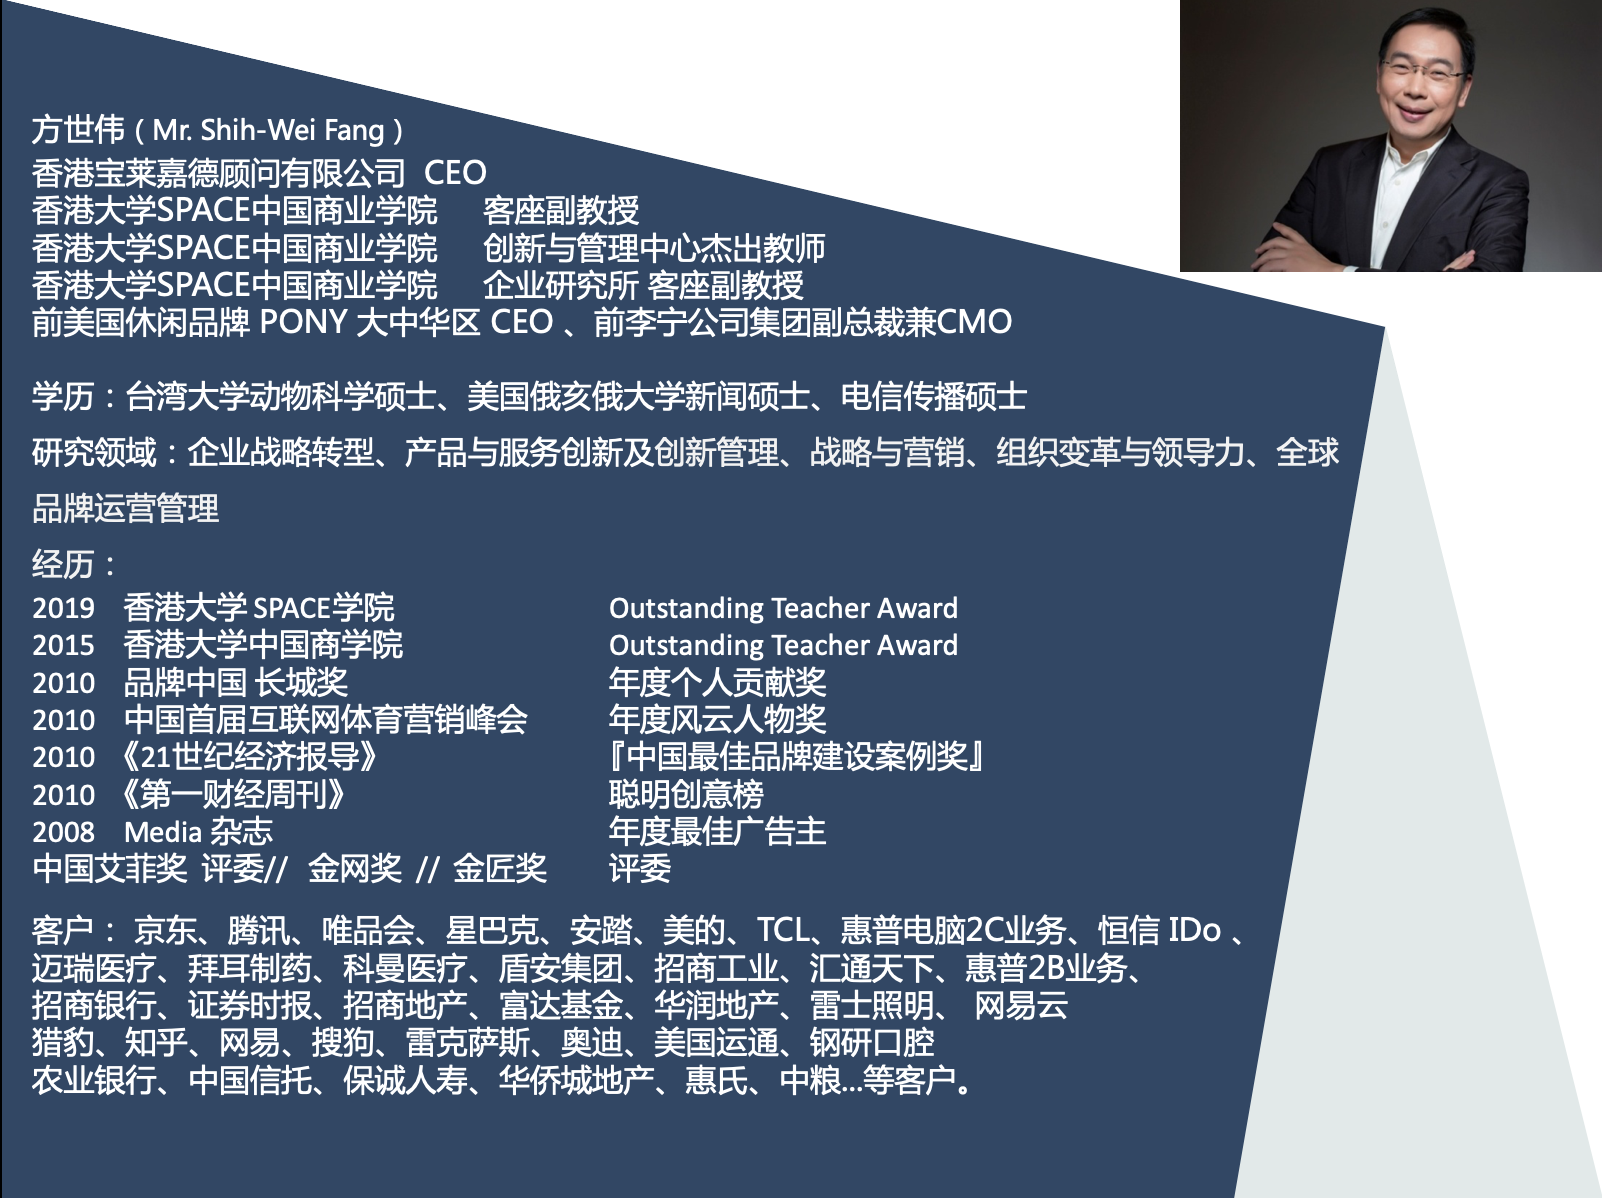 方世伟（Mr. Shih-Wei Fang）
香港宝莱嘉德顾问有限公司 CEO
香港大学SPACE中国商业学院 客座副教授
香港大学SPACE中国商业学院 创新与管理中心杰出教师
香港大学SPACE中国商业学院 企业研究所 客座副教授
前美国休闲品牌 PONY 大中华区 CEO 、前李宁公司集团副总裁兼CMO
学历：台湾大学动物科学硕士、美国俄亥俄大学新闻硕士、电信传播硕士
研究领域：企业战略转型、产品与服务创新及创新管理、战略与营销、组织变革与领导力、全球
品牌运营管理
经历：
2019 香港大学 SPACE学院 Outstanding Teacher Award
2015 香港大学中国商学院 Outstanding Teacher Award
2010 品牌中国 长城奖 年度个人贡献奖
2010 中国首届互联网体育营销峰会 年度风云人物奖
2010 《21世纪经济报导》 『中国最佳品牌建设案例奖』
2010 《第一财经周刊》 聪明创意榜
2008 Media 杂志 年度最佳广告主
中国艾菲奖 评委// 金网奖 // 金匠奖 评委
客户： 京东、腾讯、唯品会、星巴克、安踏、美的、TCL、惠普电脑2C业务、恒信 IDo 、
迈瑞医疗、拜耳制药、科曼医疗、盾安集团、招商工业、汇通天下、惠普2B业务、
招商银行、证券时报、招商地产、富达基金、华润地产、雷士照明、 网易云
猎豹、知乎、网易、搜狗、雷克萨斯、奥迪、美国运通、钢研口腔
农业银行、中国信托、保诚人寿、华侨城地产、惠氏、中粮...等客户。